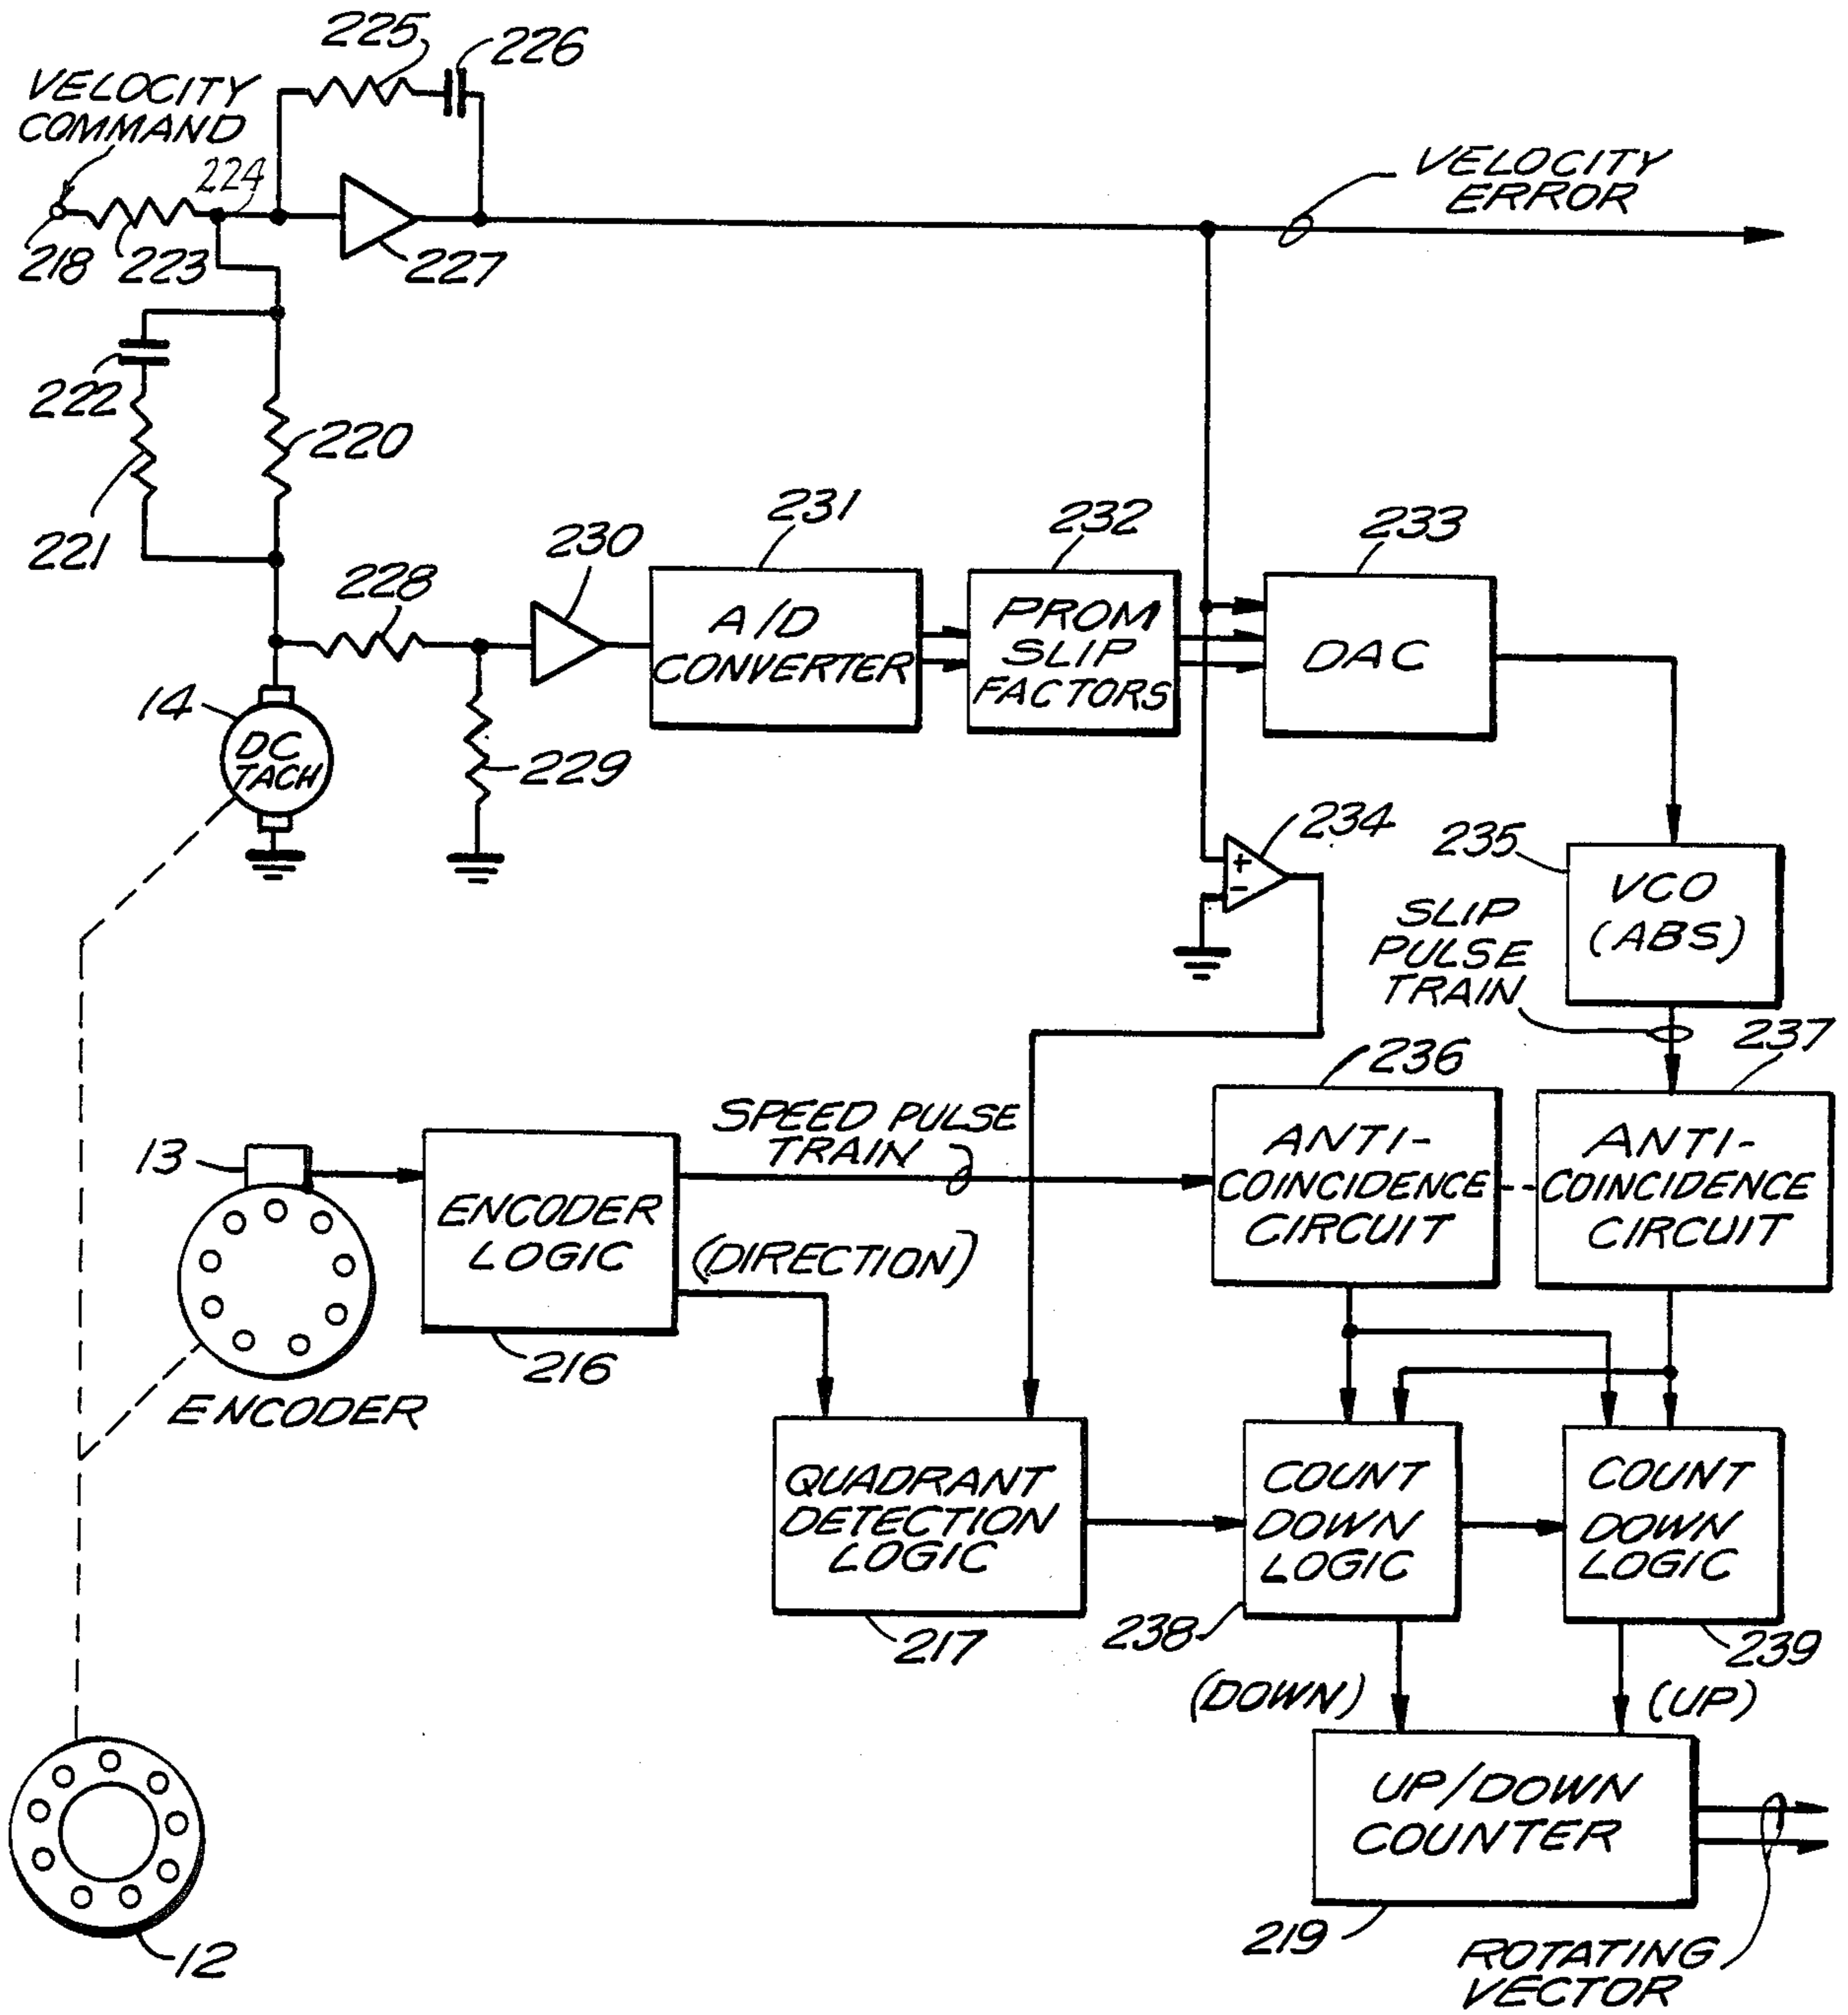 225
226
VELOCITY
COMMAND
224
218
223
227
VELOCITY
ERROR
222
220
221
228
230
231
232
233
A/D
CONVERTER
PROM
SLIP
FACTORS
DAC
14
DC
TACH
229
234
+
-
235
VCO
(ABS)
SLIP
PULSE
TRAIN
236
237
SPEED PULSE
TRAIN
13
ENCODER
LOGIC
(DIRECTION)
ANTI-
COINCIDENCE
CIRCUIT
ANTI-
COINCIDENCE
CIRCUIT
216
ENCODER
QUADRANT
DETECTION
LOGIC
COUNT
DOWN
LOGIC
COUNT
DOWN
LOGIC
217
238
239
(DOWN)
(UP)
UP/DOWN
COUNTER
12
219
ROTATING
VECTOR